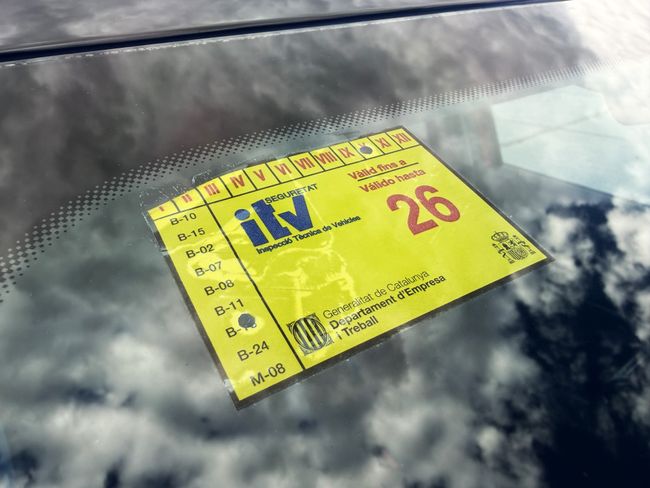 I II III IV V VI VII VIII IX XI XII
B-10
B-15
B-02
B-07
B-08
B-11
B-24
M-08
SEGURETAT
itv
Inspecció Tècnica de Vehicles
Vàlid fins a
Válido hasta
26
Generalitat de Catalunya
Departament d'Empresa
i Treball